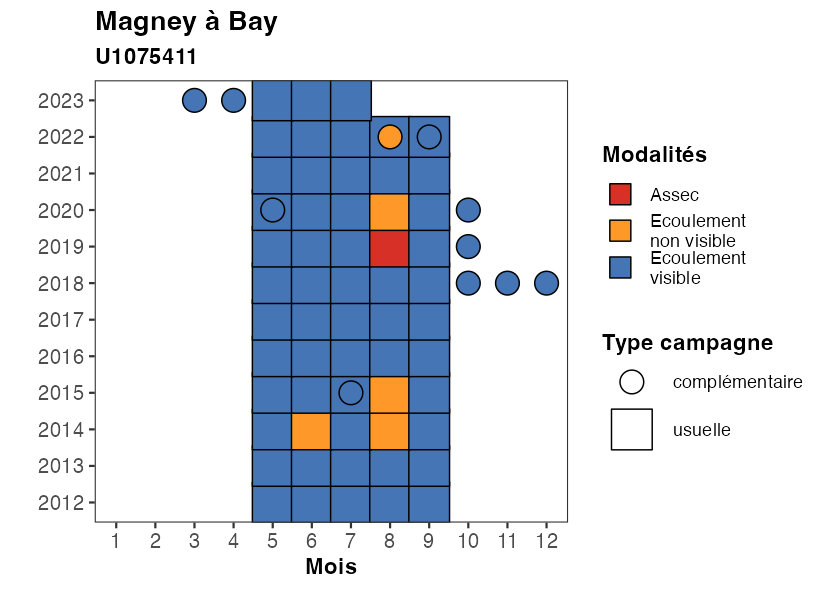 Magney à Bay
U1075411
2023
2022
2021
2020
2019
2018
2017
2016
2015
2014
2013
2012
1 2 3 4 5 6 7 8 9 10 11 12
Mois
Modalités
Assec
Ecoulement
non visible
Ecoulement
visible
Type campagne
complémentaire
usuelle